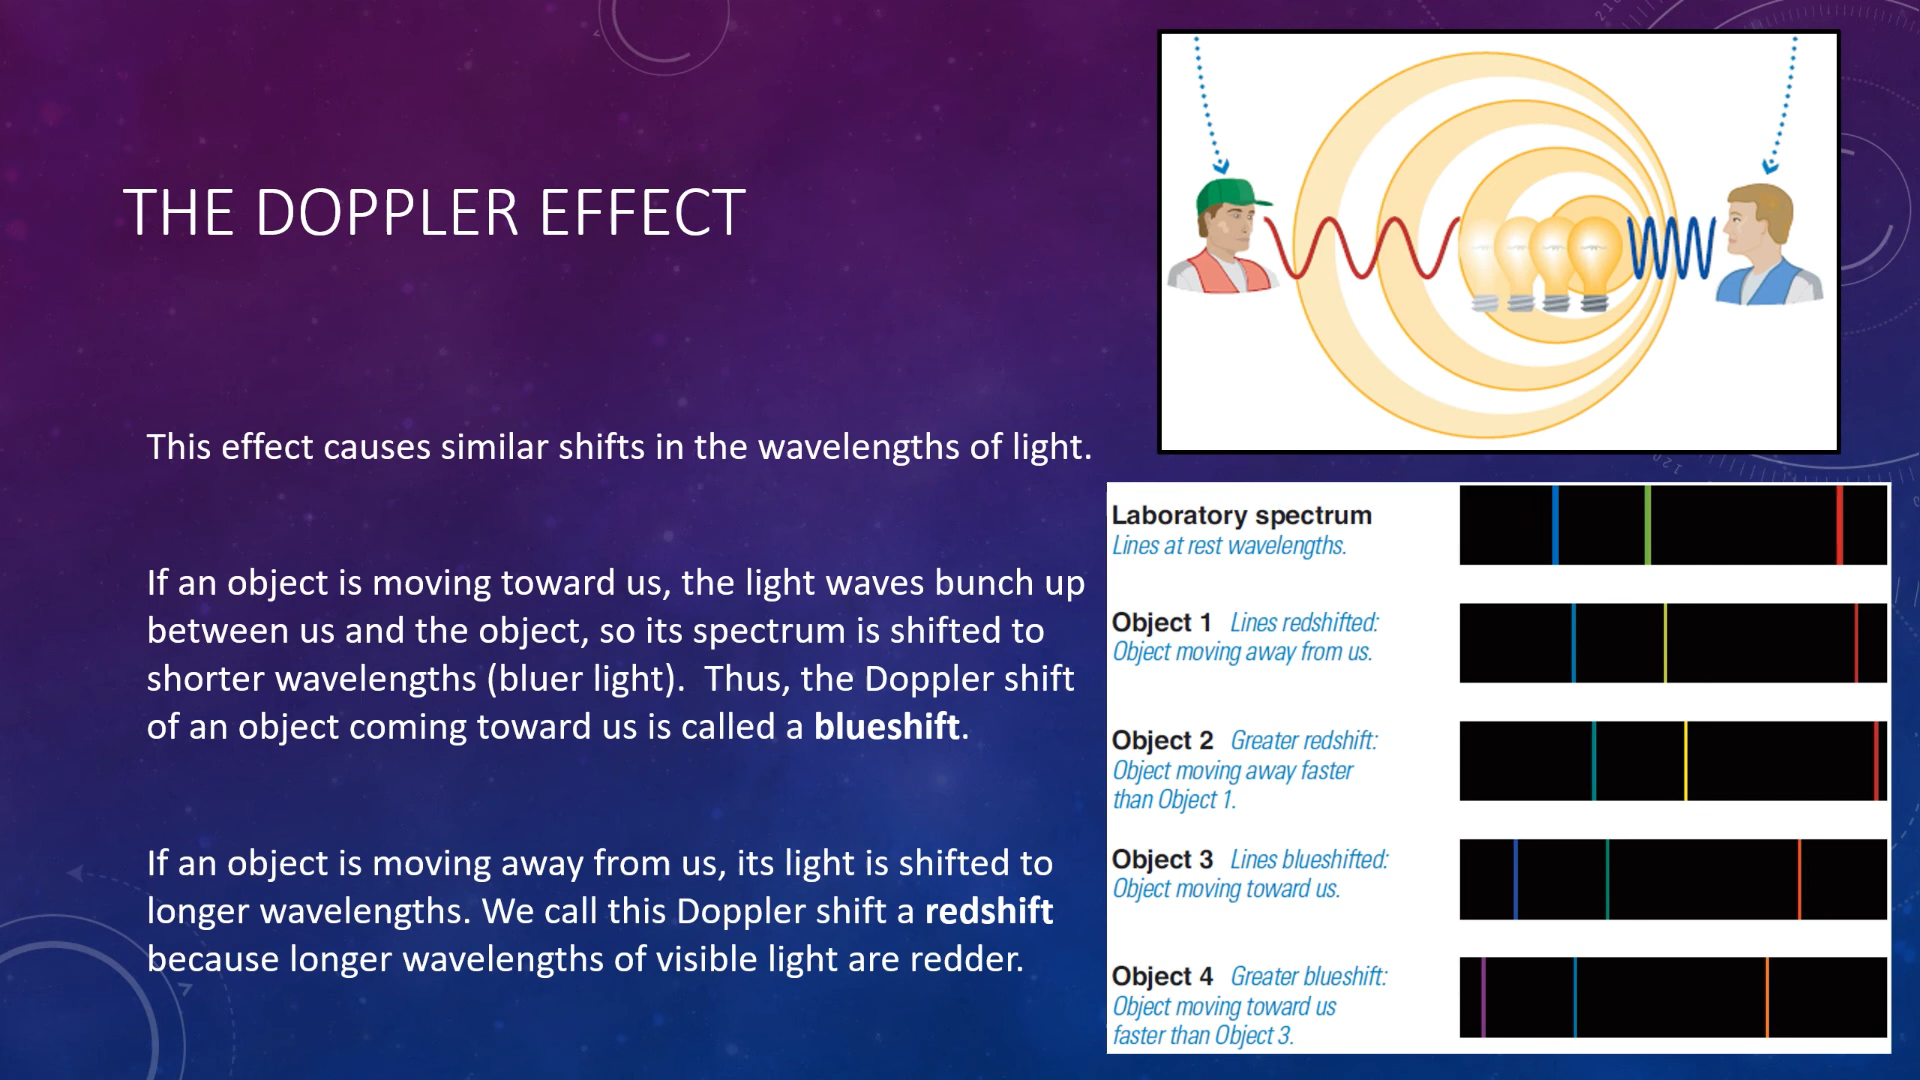 THE DOPPLER EFFECT
This effect causes similar shifts in the wavelengths of light.
If an object is moving toward us, the light waves bunch up
between us and the object, so its spectrum is shifted to
shorter wavelengths (bluer light).  Thus, the Doppler shift
of an object coming toward us is called a blueshift.
If an object is moving away from us, its light is shifted to
longer wavelengths. We call this Doppler shift a redshift
because longer wavelengths of visible light are redder.
Laboratory spectrum
Lines at rest wavelengths.
Object 1 Lines redshifted:
Object moving away from us.
Object 2 Greater redshift:
Object moving away faster
than Object 1.
Object 3 Lines blueshifted:
Object moving toward us.
Object 4 Greater blueshift:
Object moving toward us
faster than Object 3.